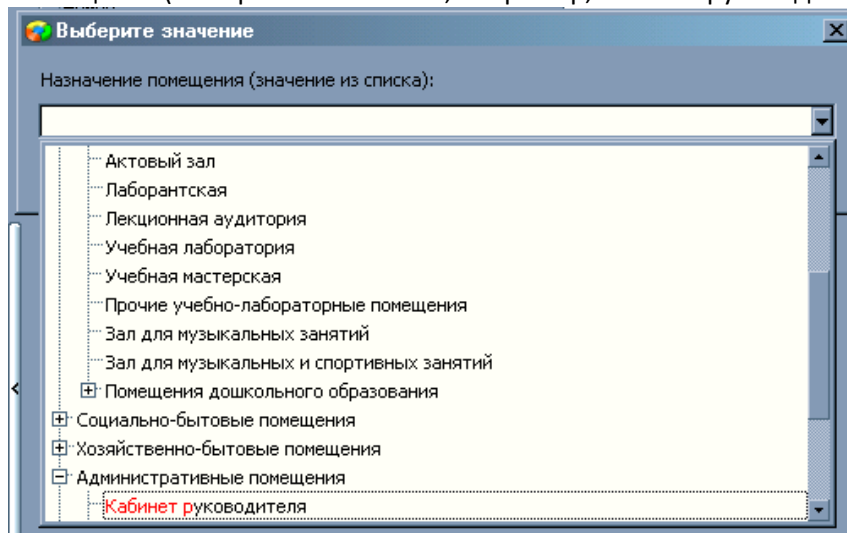 Выберите значение
Назначение помещения (значение из списка):
Актовый зал
Лаборантская
Лекционная аудитория
Учебная лаборатория
Учебная мастерская
Прочие учебно-лабораторные помещения
Зал для музыкальных занятий
Зал для музыкальных и спортивных занятий
Помещения дошкольного образования
Социально-бытовые помещения
Хозяйственно-бытовые помещения
Административные помещения
Кабинет руководителя